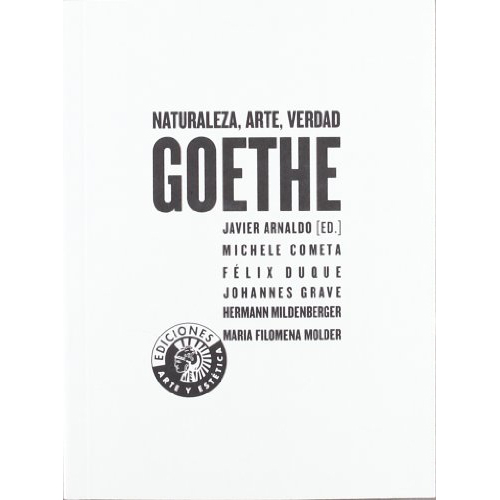 NATURALEZA, ARTE, VERDAD
GOETHE
JAVIER ARNALDO [ED.]
MICHELE COMETA
FÉLIX DUQUE
JOHANNES GRAVE
HERMANN MILDENBERGER
MARIA FILOMENA MOLDER
EDICIONES
ARTE Y ESTÉTICA